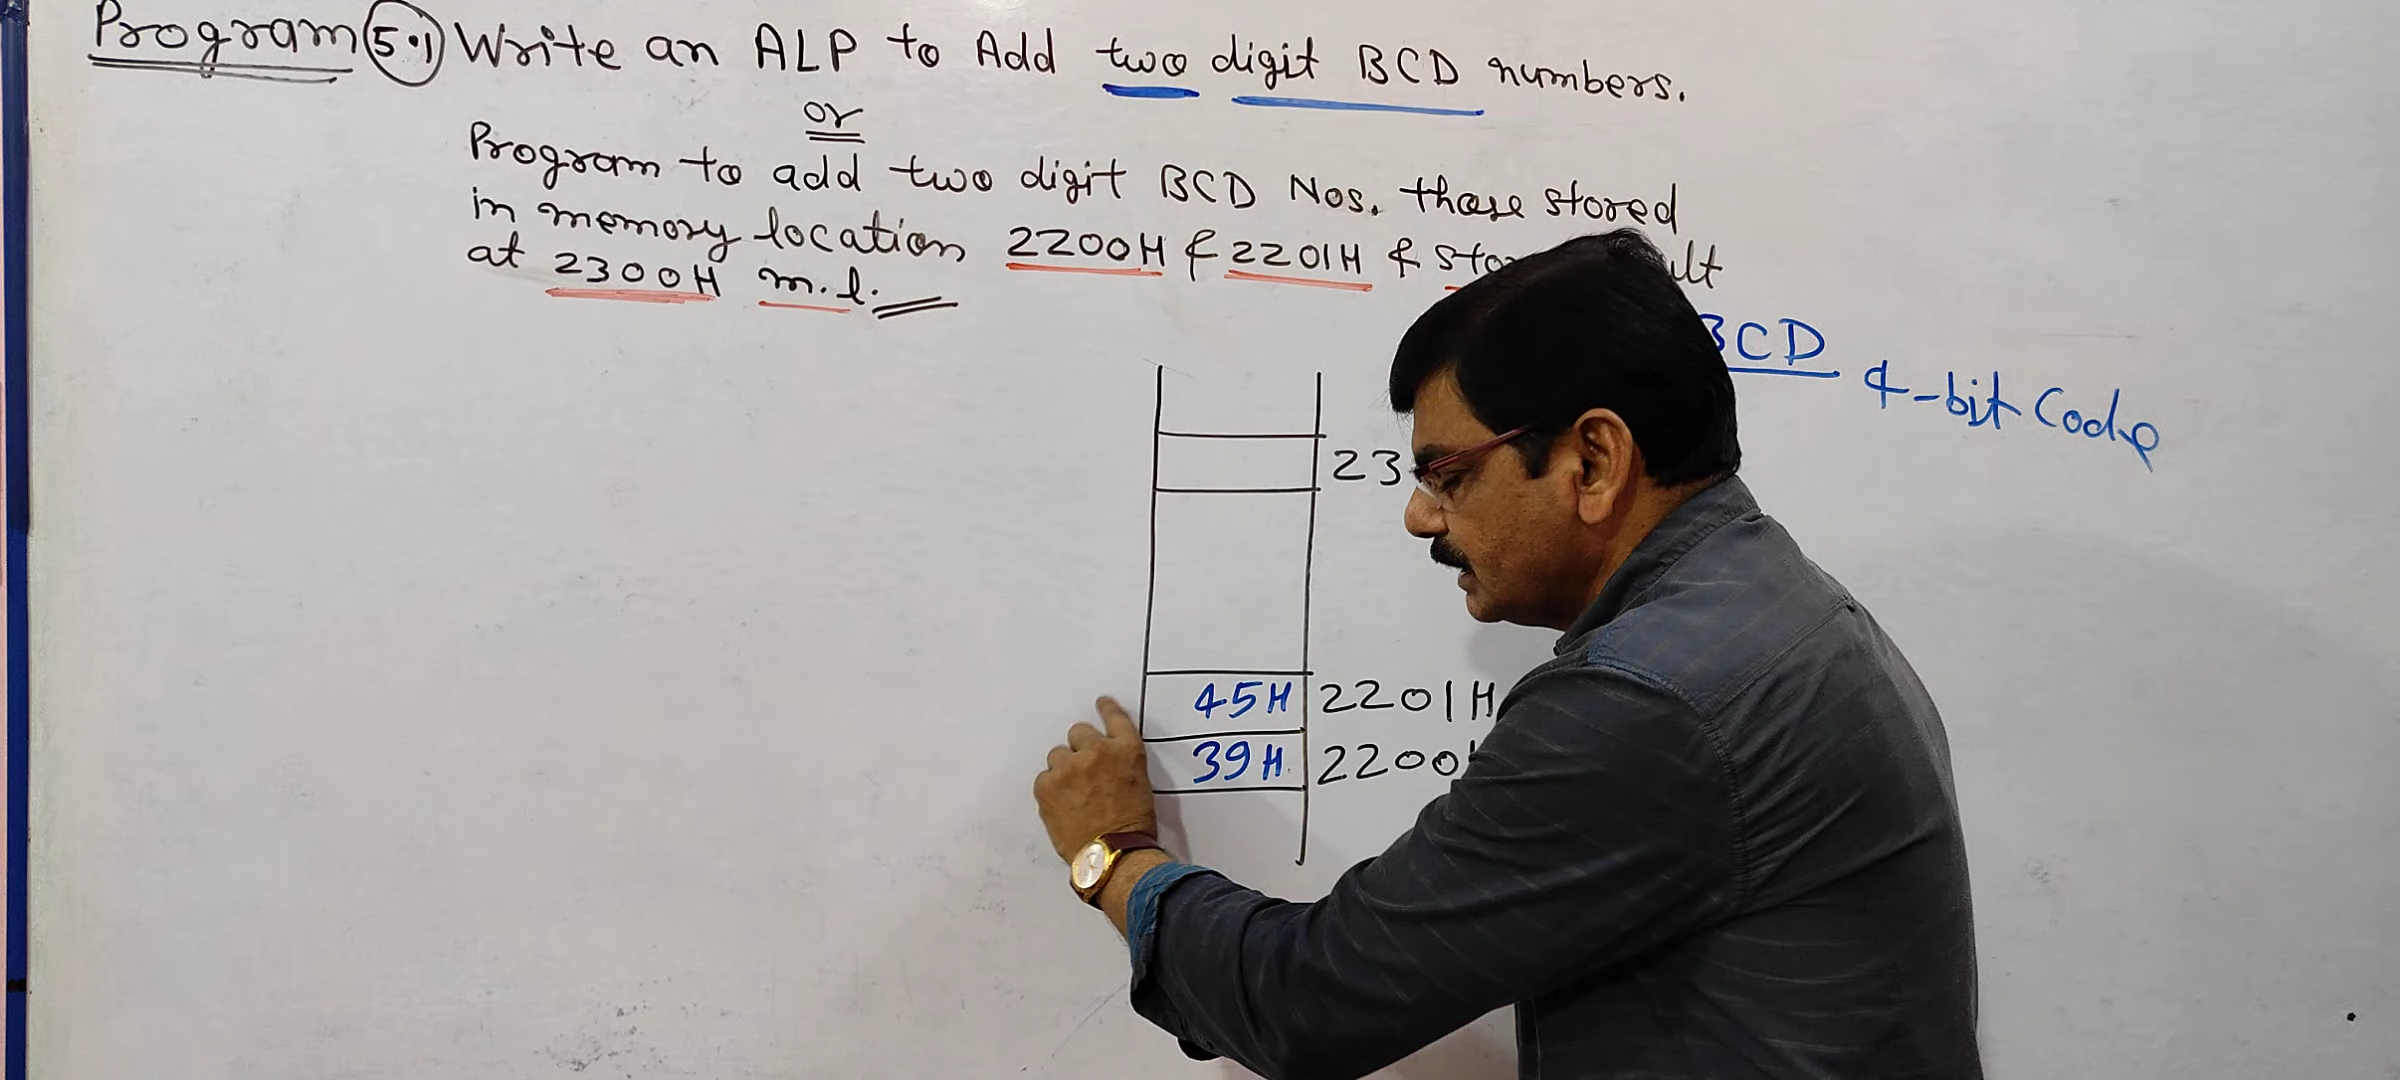 Program 5.1 Write an ALP to Add two digit BCD numbers.
or
Program to add two digit BCD Nos. those stored
in memory location 2200H & 2201H &
at 2300H m.l.
BCD
4-bit Code
23
45H 2201H
39H 2200